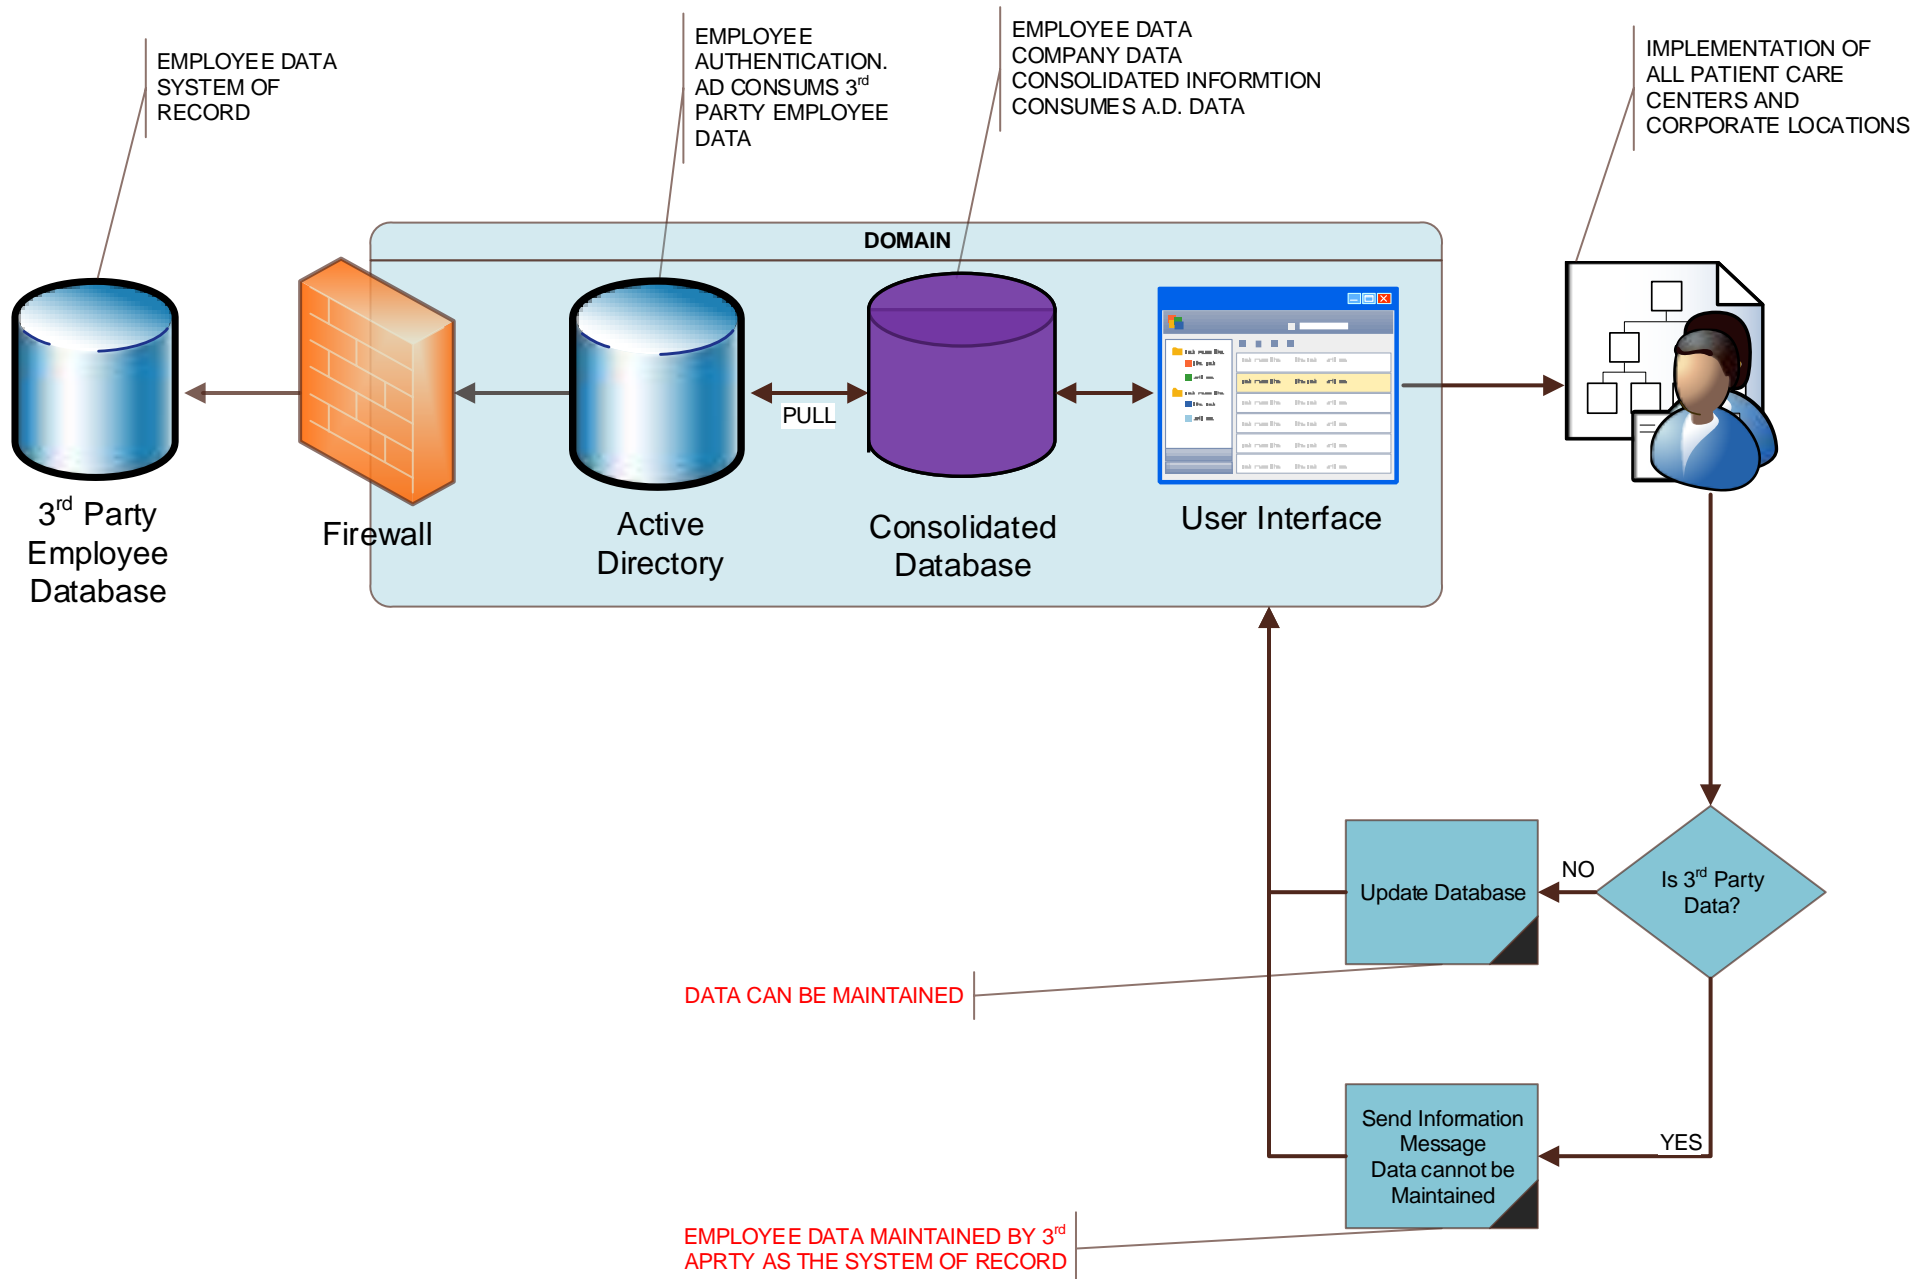 EMPLOYEE DATA
SYSTEM OF
RECORD
EMPLOYEE
AUTHENTICATION.
AD CONSUMS 3rd
PARTY EMPLOYEE
DATA
EMPLOYEE DATA
COMPANY DATA
CONSOLIDATED INFORMTION
CONSUMES A.D. DATA
IMPLEMENTATION OF
ALL PATIENT CARE
CENTERS AND
CORPORATE LOCATIONS
DOMAIN
PULL
3rd Party
Employee
Database
Firewall
Active
Directory
Consolidated
Database
User Interface
Is 3rd Party
Data?
NO
Update Database
DATA CAN BE MAINTAINED
YES
Send Information
Message
Data cannot be
Maintained
EMPLOYEE DATA MAINTAINED BY 3rd
APRTY AS THE SYSTEM OF RECORD